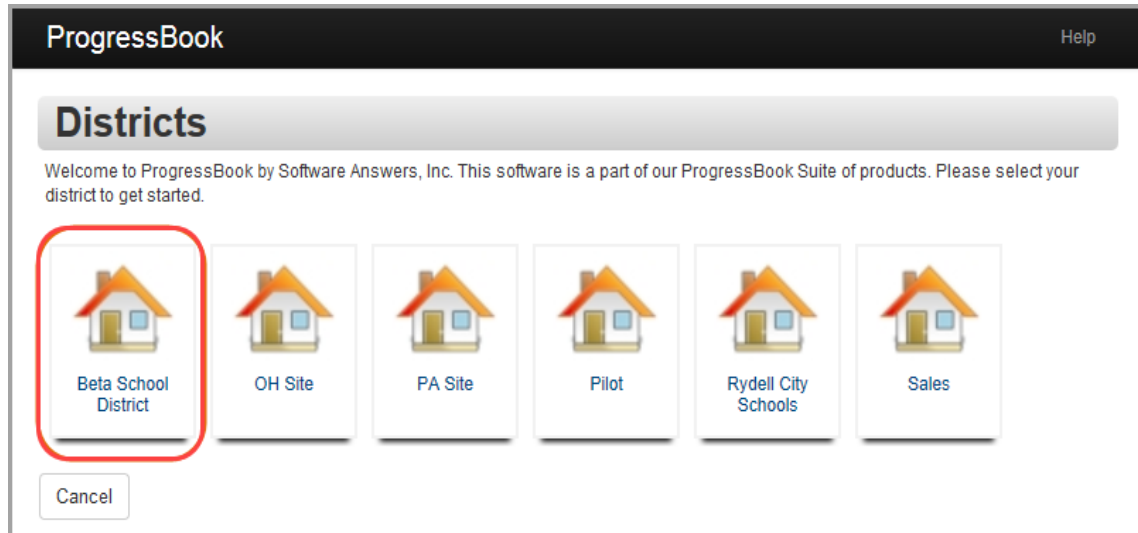 ProgressBook
Help
Districts
Welcome to ProgressBook by Software Answers, Inc. This software is a part of our ProgressBook Suite of products. Please select your
district to get started.
Beta School
District
OH Site
PA Site
Pilot
Rydell City
Schools
Sales
Cancel